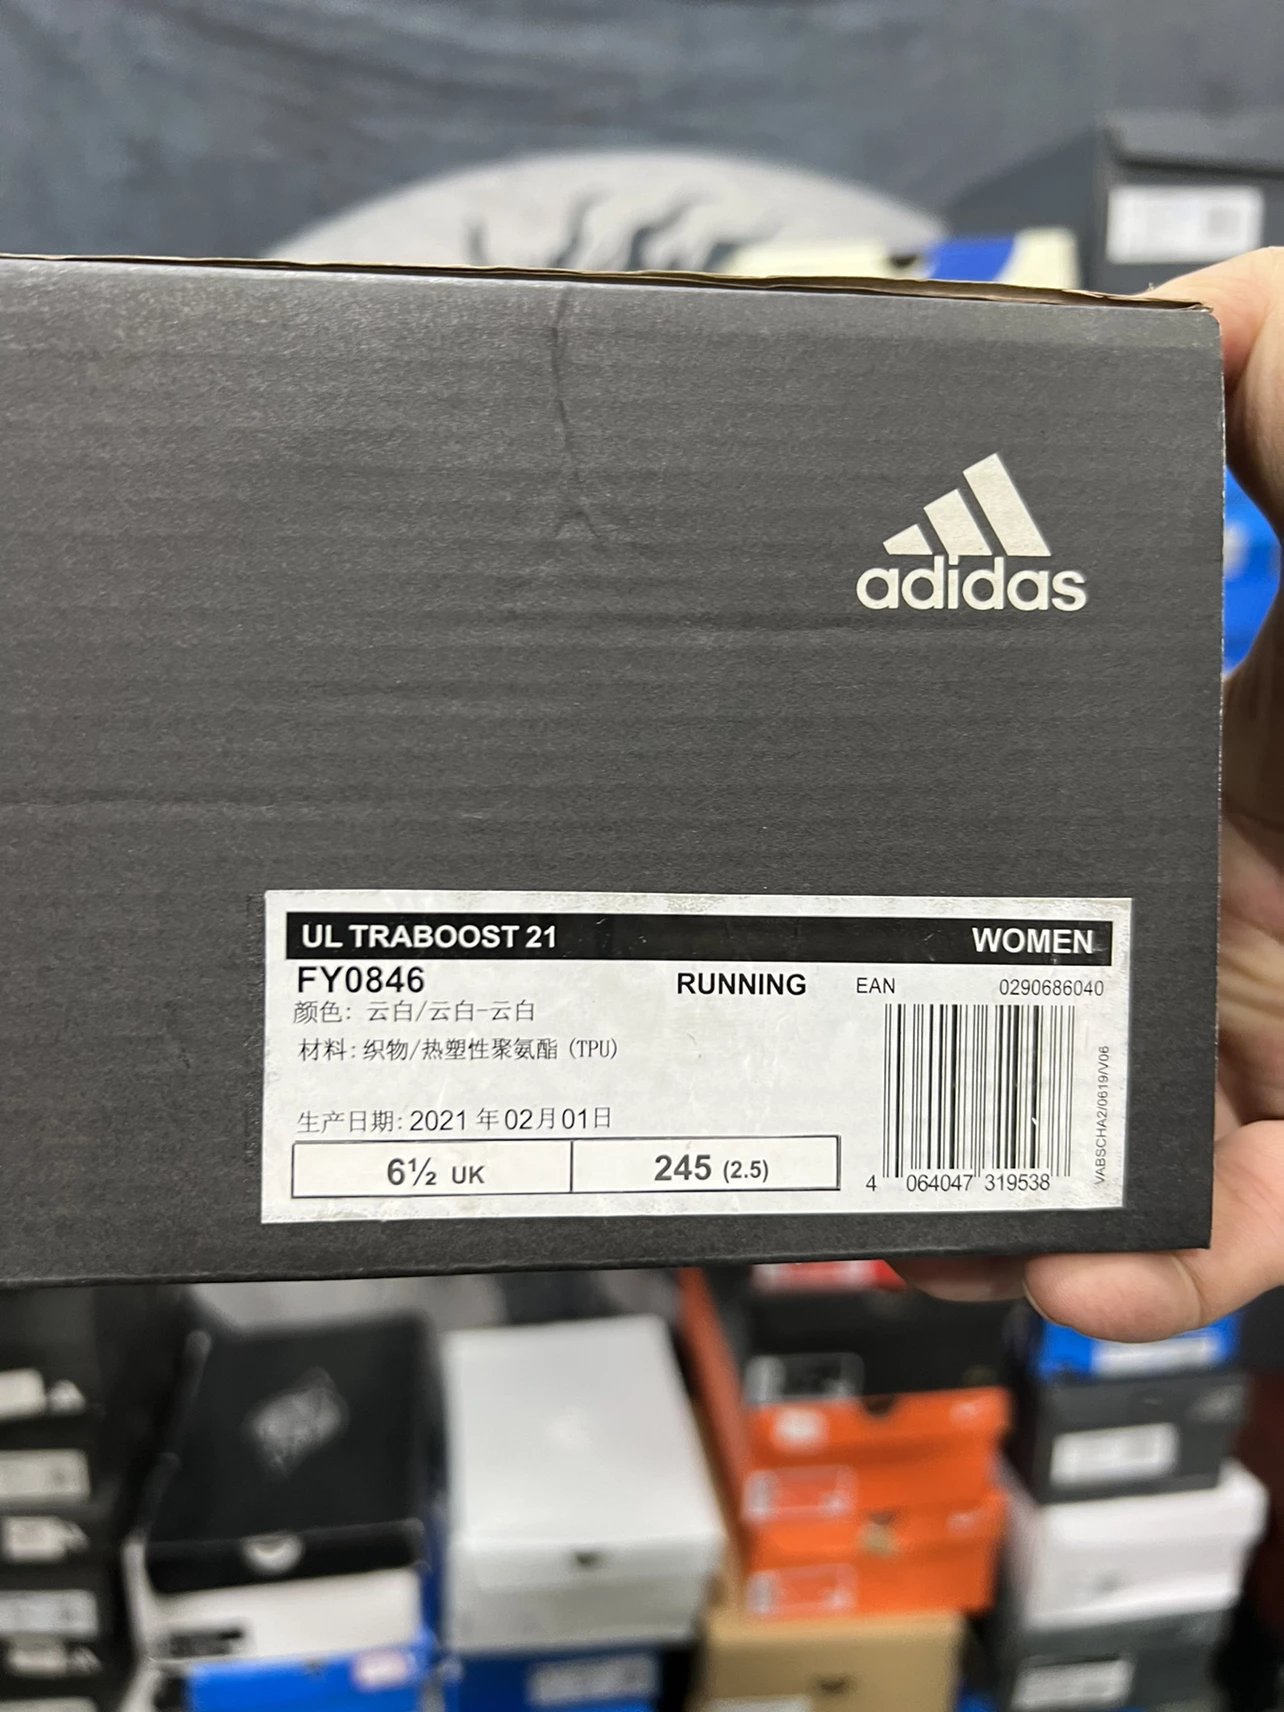 adidas
UL TRABOOST 21 WOMEN
FY0846 RUNNING EAN 0290686040
颜色: 云白/云白-云白
材料: 织物/热塑性聚氨酯 (TPU)
生产日期: 2021 年 02月 01日
6½ UK 245 (2.5)
4 064047 319538
VABSCHA2/0619/V06